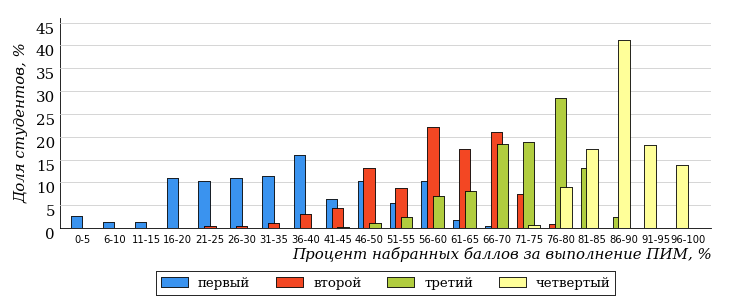 Доля студентов, %
45
40
35
30
25
20
15
10
5
0
0-5 6-10 11-15 16-20 21-25 26-30 31-35 36-40 41-45 46-50 51-55 56-60 61-65 66-70 71-75 76-80 81-85 86-90 91-95 96-100
Процент набранных баллов за выполнение ПИМ, %
первый второй третий четвертый